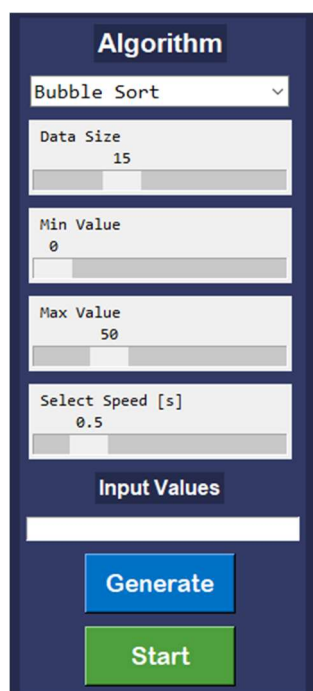 Algorithm
Bubble Sort
Data Size
15
Min Value
0
Max Value
50
Select Speed [s]
0.5
Input Values
Generate
Start